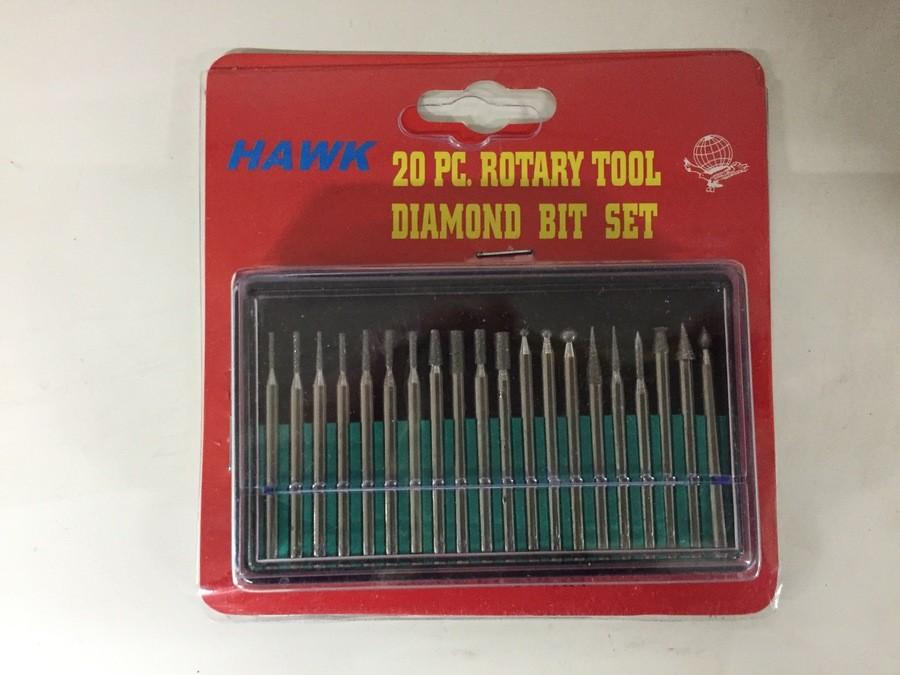 HAWK
20 PC. ROTARY TOOL
DIAMOND BIT SET